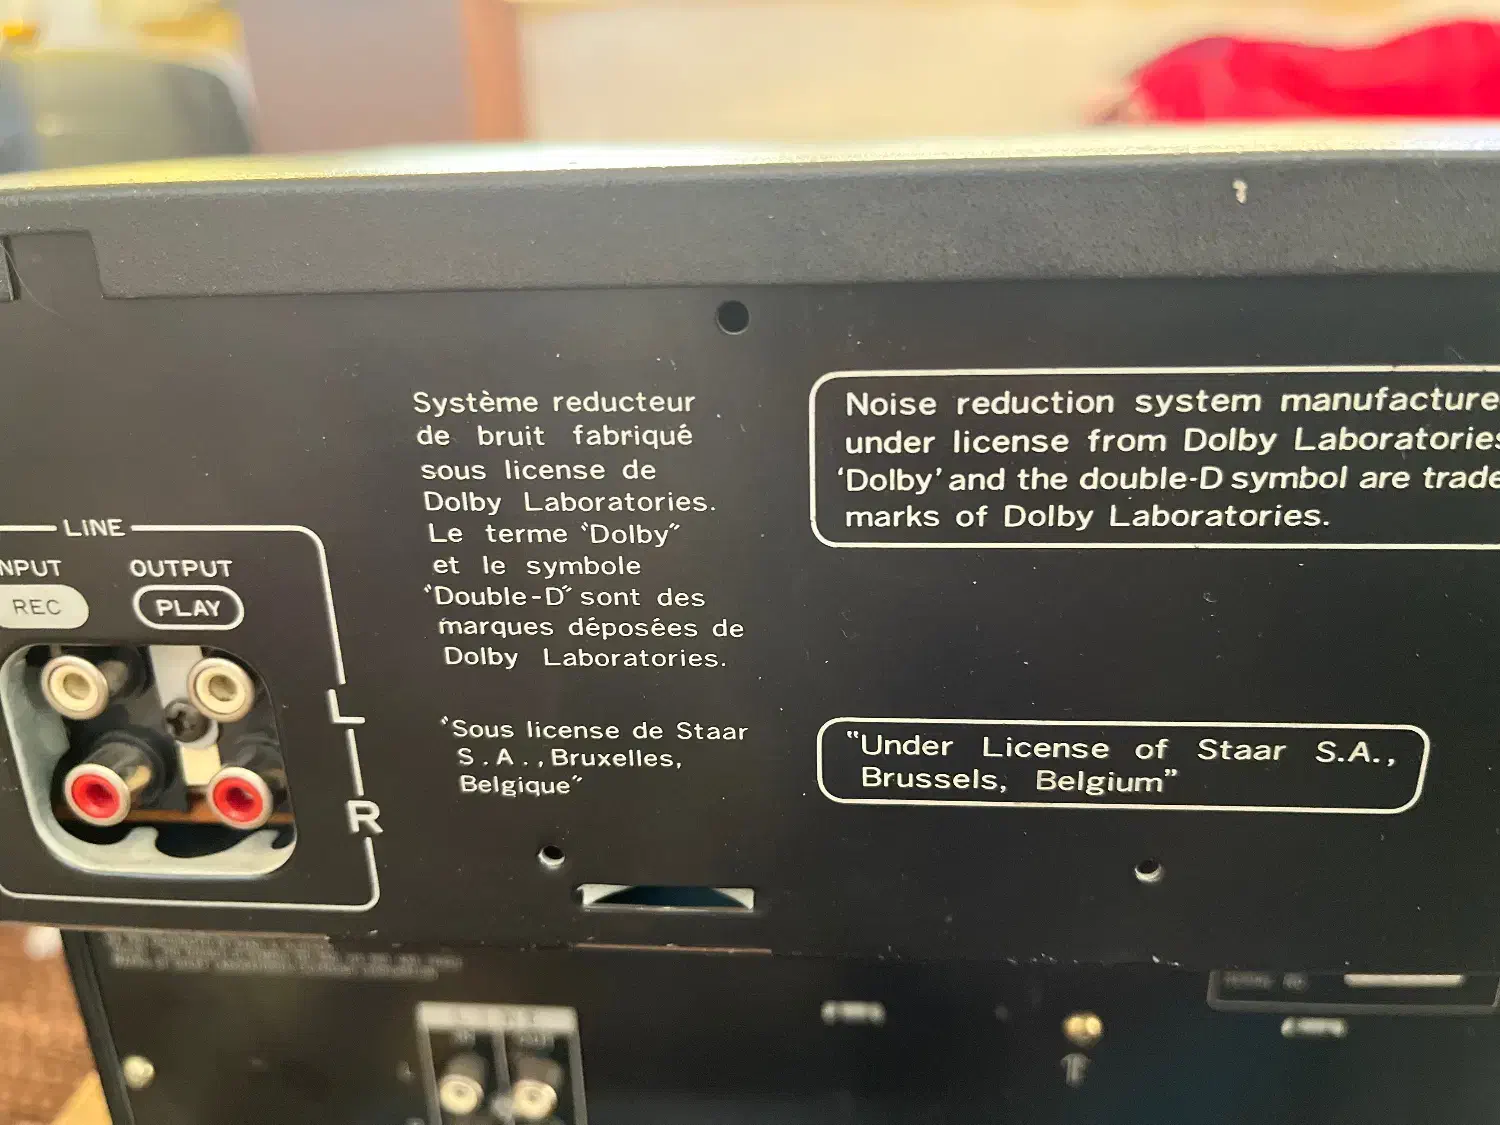 LINE
NPUT OUTPUT
REC PLAY
L
R
Système reducteur
de bruit fabriqué
sous license de
Dolby Laboratories.
Le terme “Dolby”
et le symbole
“Double-D” sont des
marques déposées de
Dolby Laboratories.
“Sous license de Staar
S.A., Bruxelles,
Belgique”
Noise reduction system manufacture
under license from Dolby Laboratories
‘Dolby’ and the double-D symbol are trade
marks of Dolby Laboratories.
“Under License of Staar S.A.,
Brussels, Belgium”